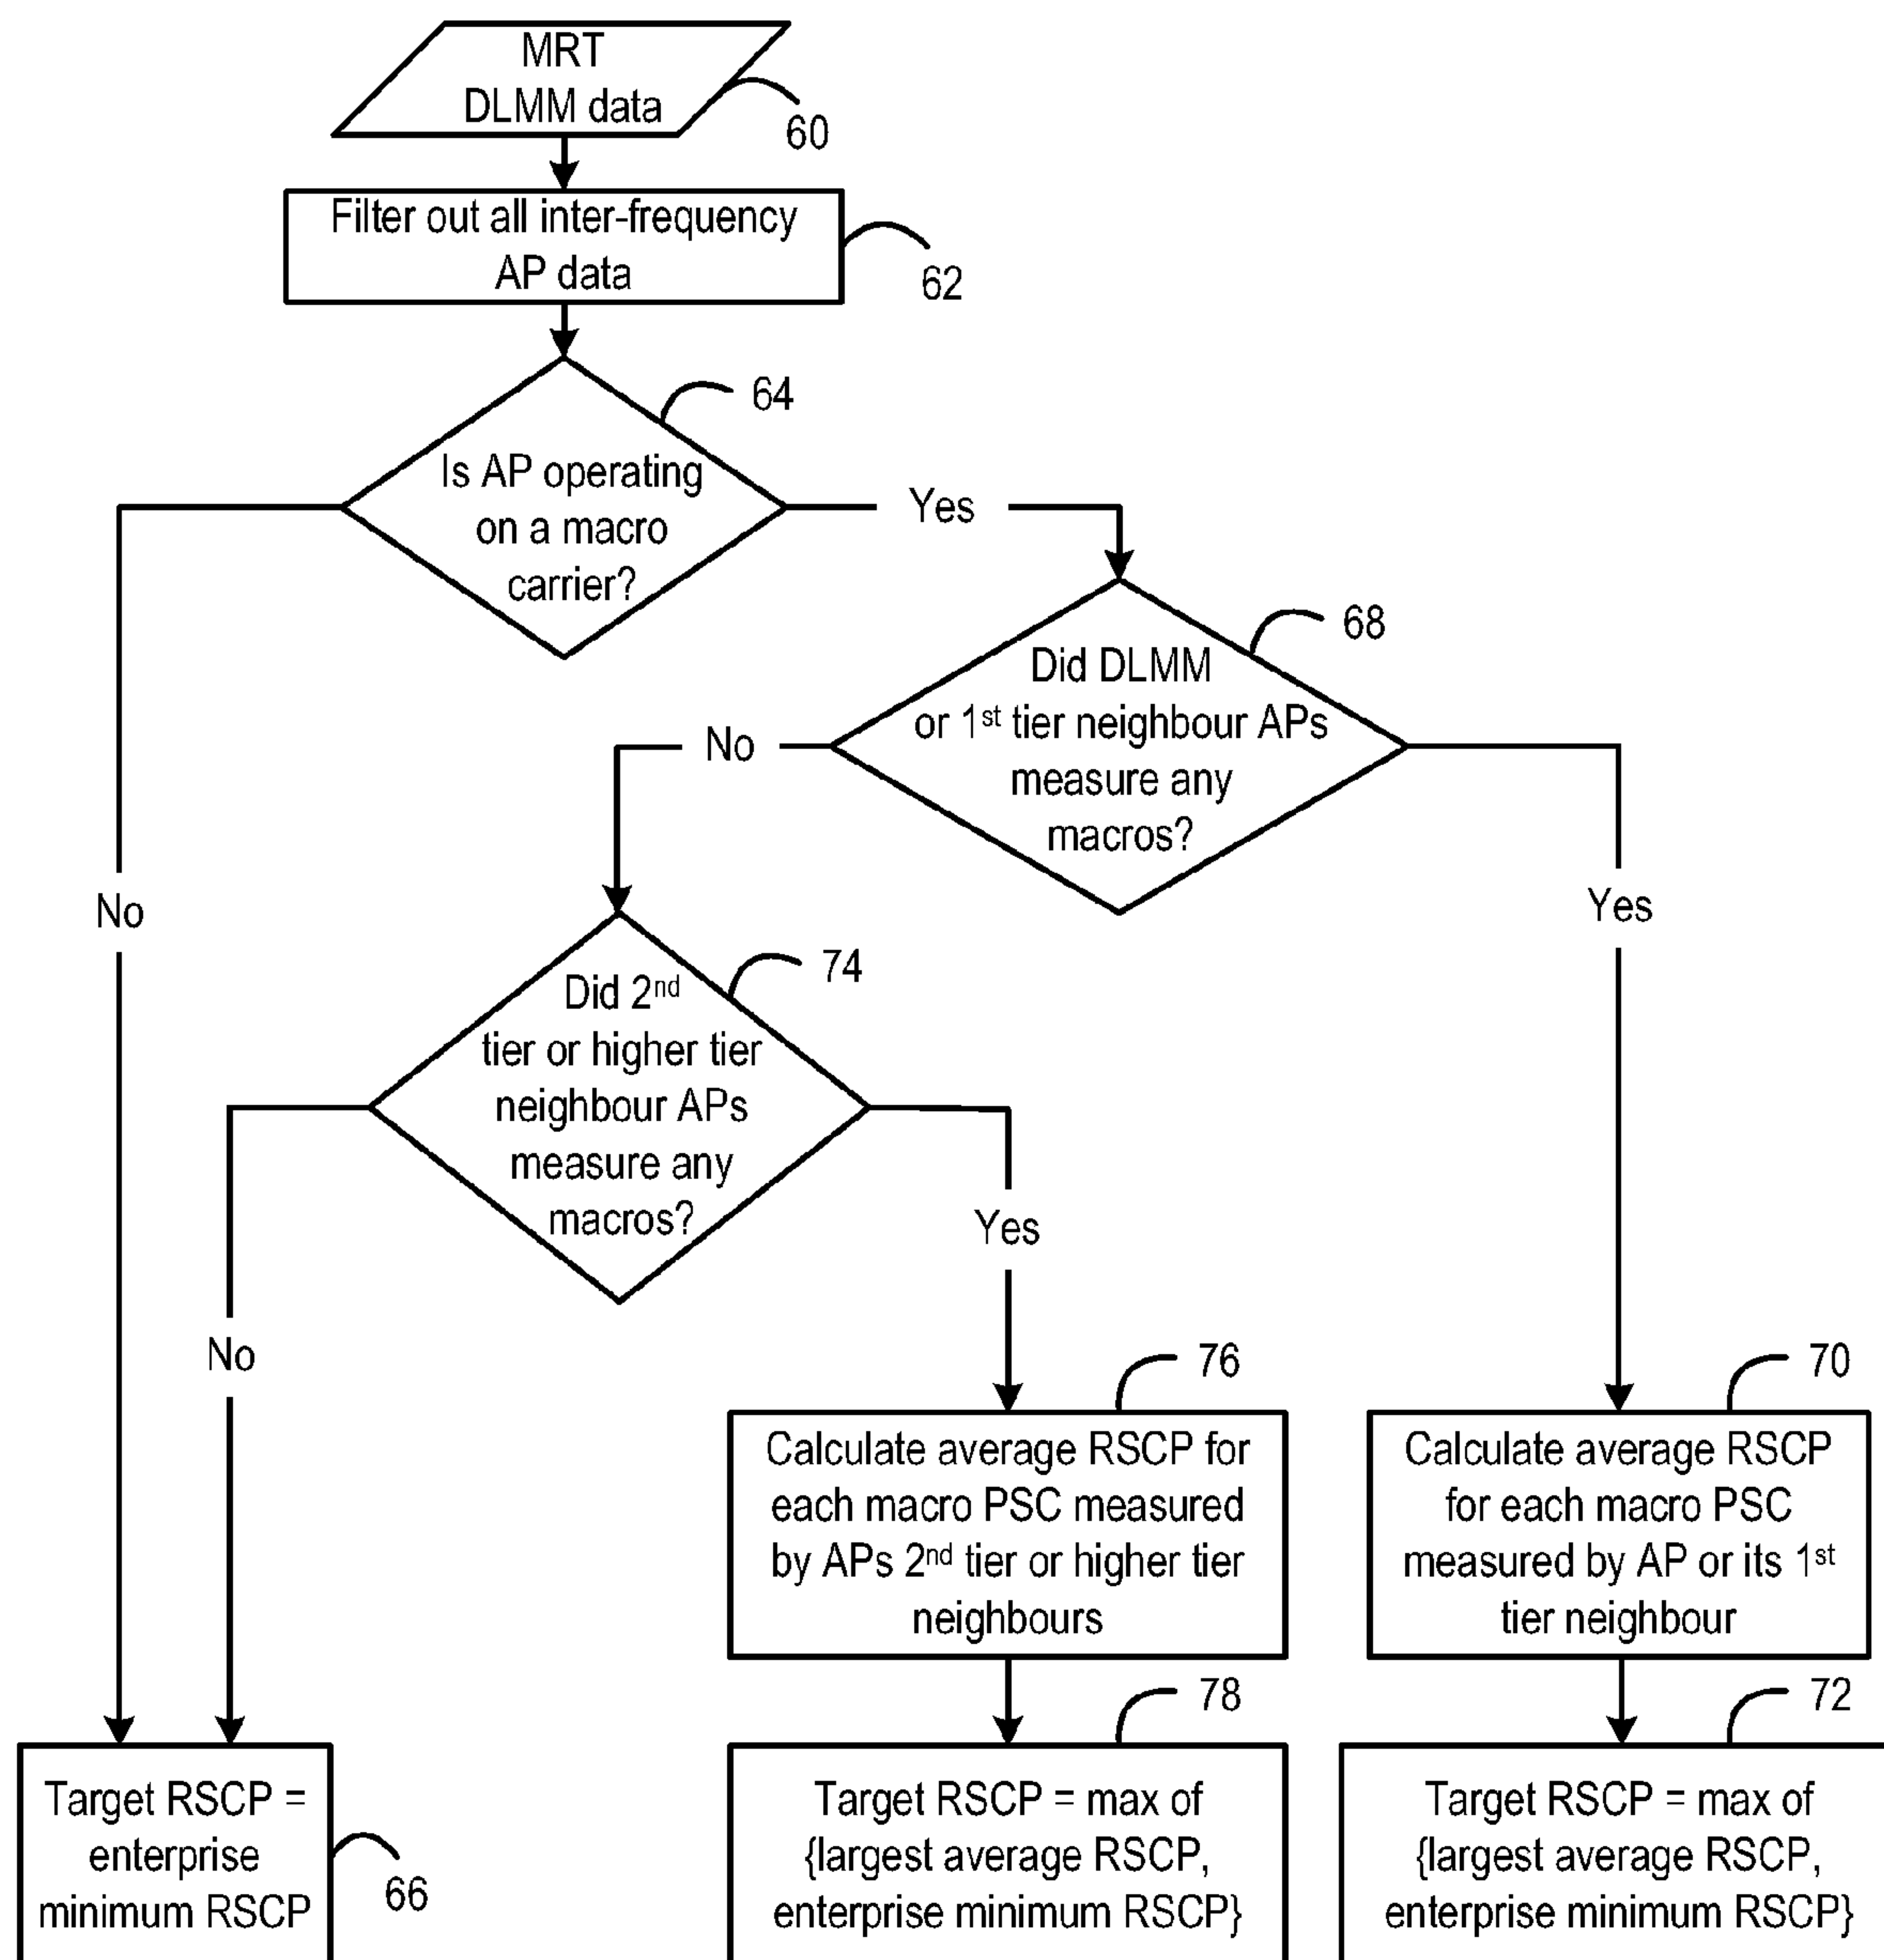 MRT
DLMM data
60
Filter out all inter-frequency
AP data
62
64
Is AP operating
on a macro
carrier?
Yes
No
68
Did DLMM
or 1st tier neighbour APs
measure any
macros?
No
Yes
74
Did 2nd
tier or higher tier
neighbour APs
measure any
macros?
No
Yes
76
Calculate average RSCP for
each macro PSC measured
by APs 2nd tier or higher tier
neighbours
70
Calculate average RSCP
for each macro PSC
measured by AP or its 1st
tier neighbour
Target RSCP =
enterprise
minimum RSCP
66
78
Target RSCP = max of
{largest average RSCP,
enterprise minimum RSCP}
72
Target RSCP = max of
{largest average RSCP,
enterprise minimum RSCP}